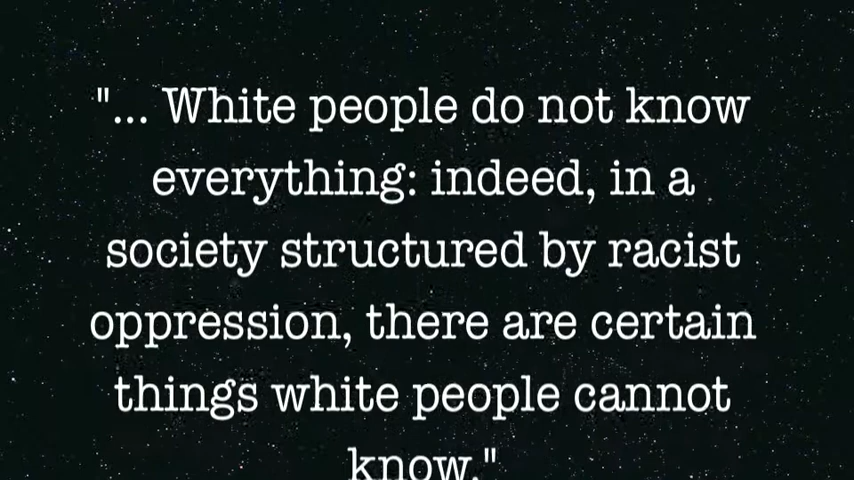 "... White people do not know
everything: indeed, in a
society structured by racist
oppression, there are certain
things white people cannot
know."